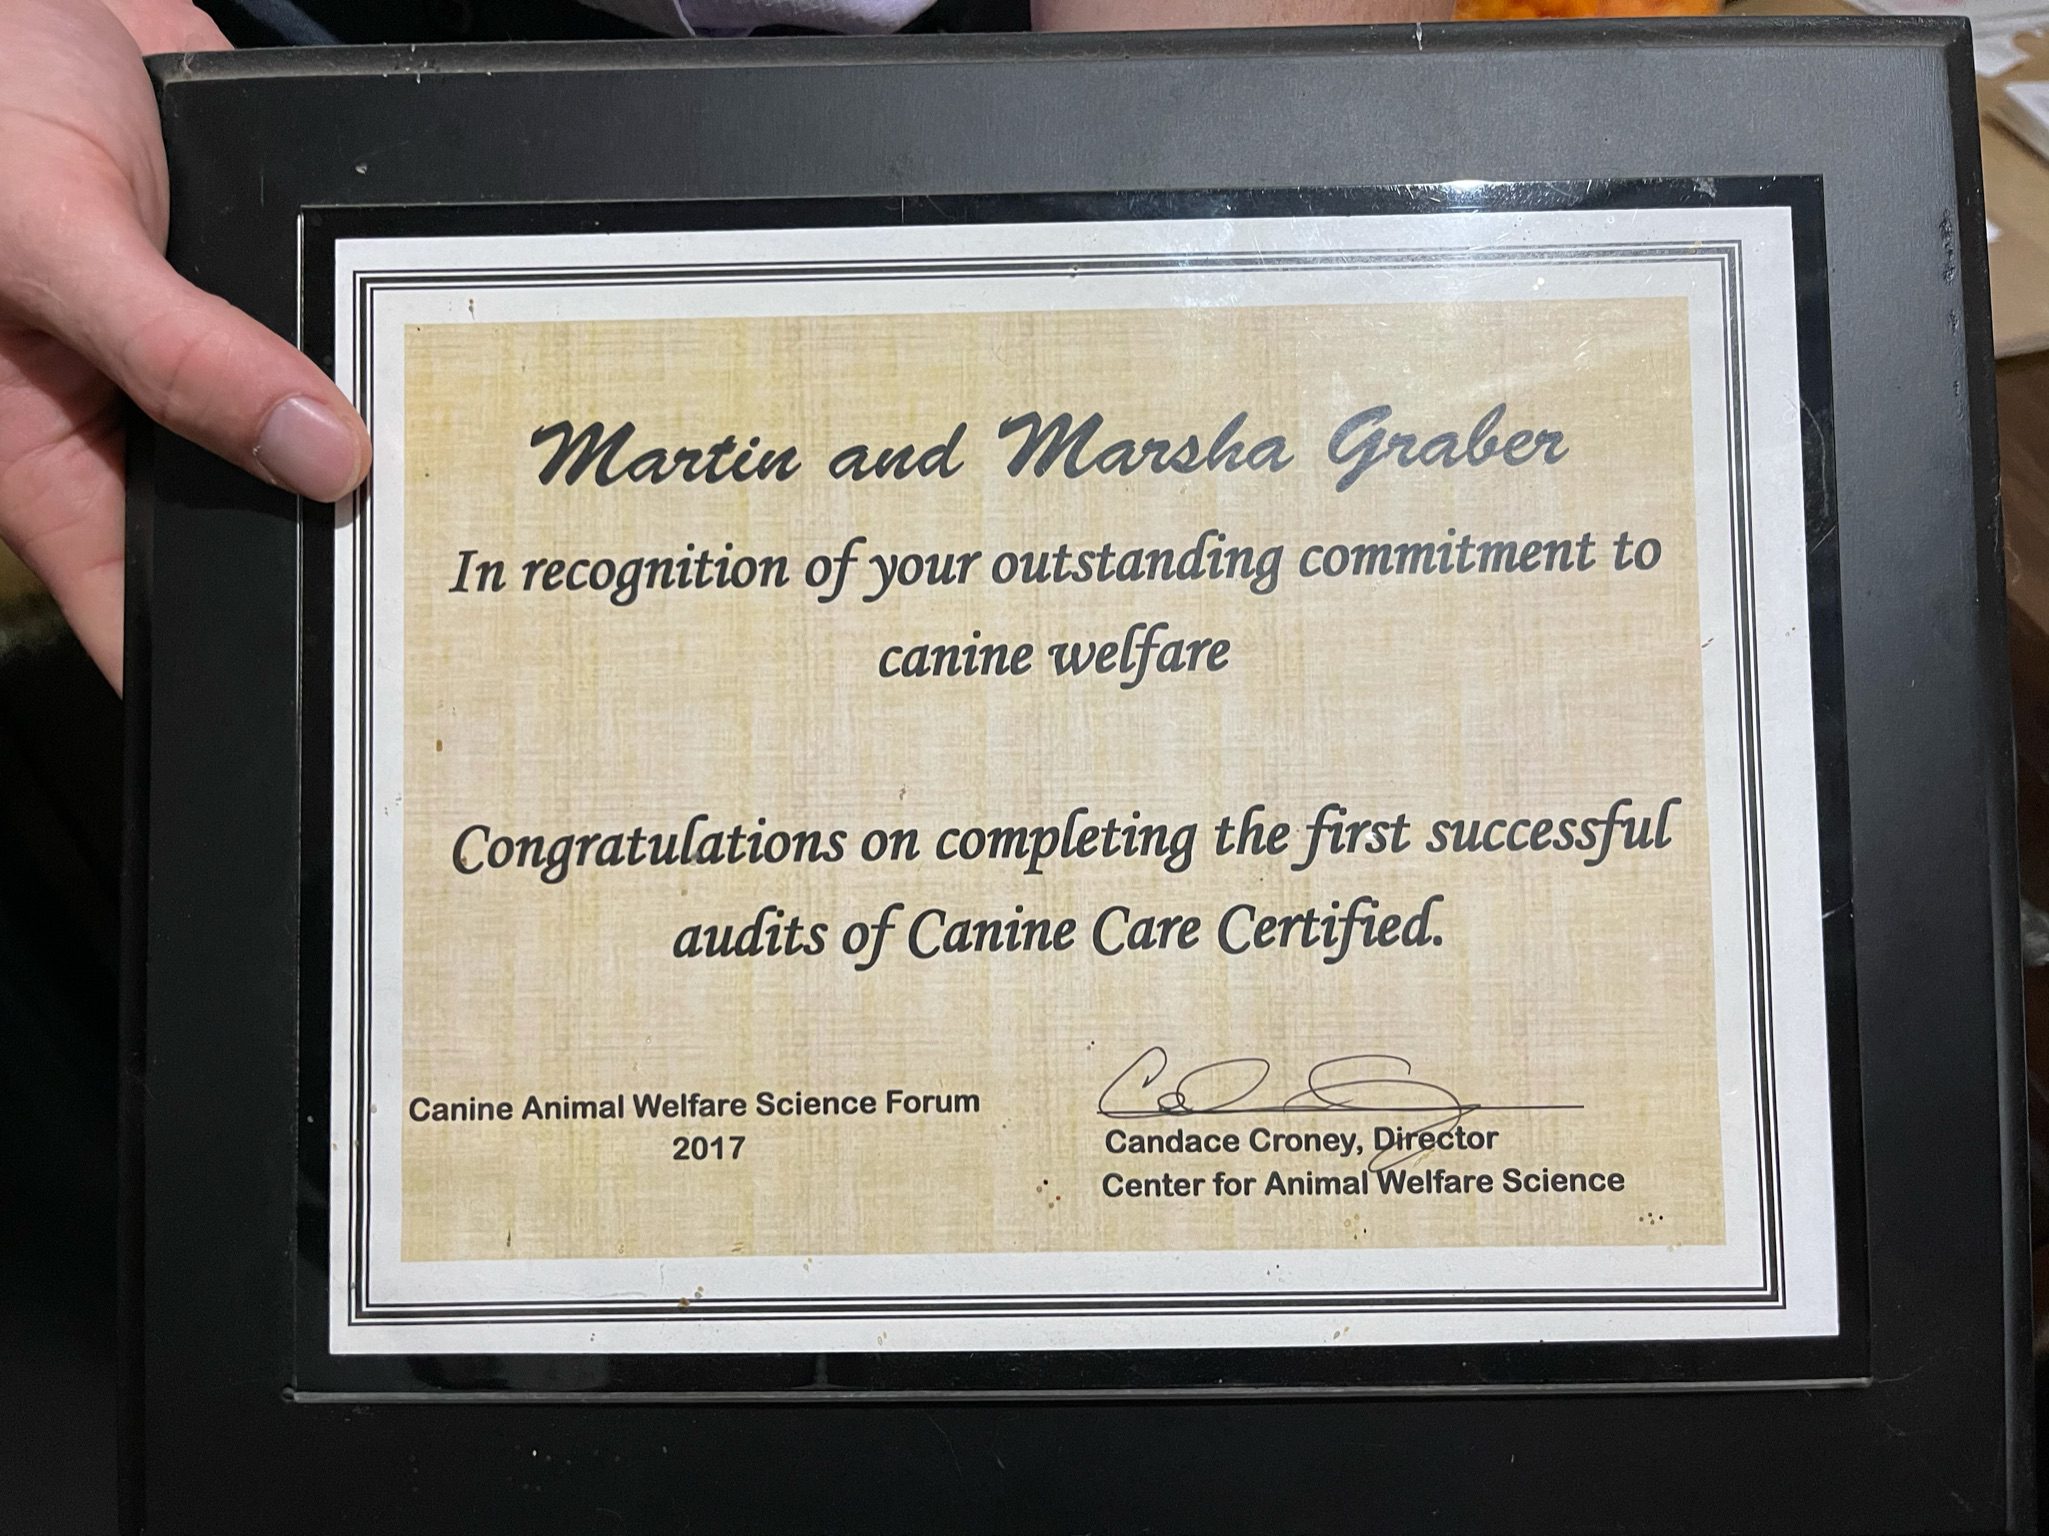 Martin and Marsha Graber
In recognition of your outstanding commitment to
canine welfare
Congratulations on completing the first successful
audits of Canine Care Certified.
Canine Animal Welfare Science Forum
2017
Candace Croney, Director
Center for Animal Welfare Science